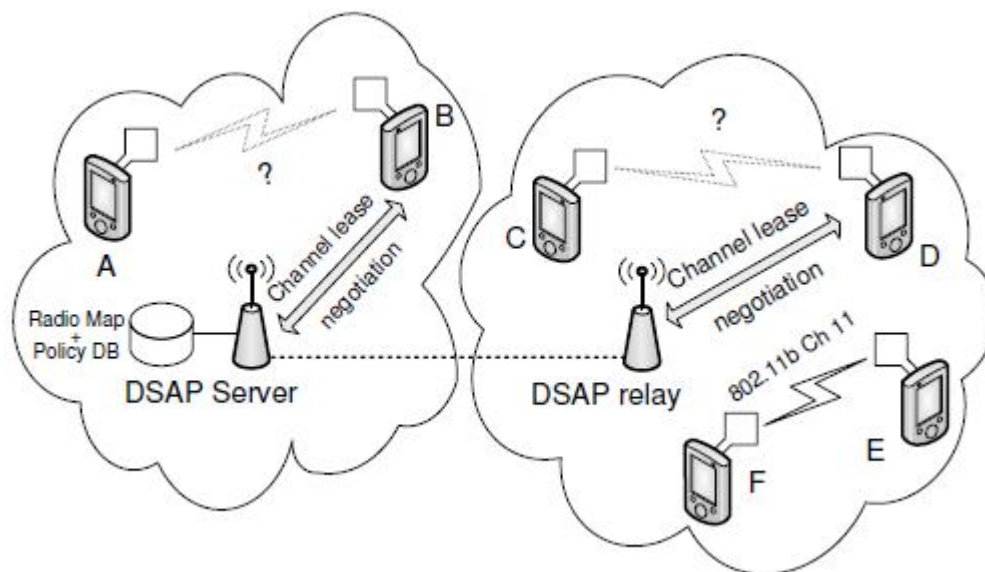 B
?
A
Channel lease
negotiation
Radio Map
+
Policy DB
DSAP Server
?
C
D
Channel lease
negotiation
DSAP relay
802.11b Ch 11
E
F